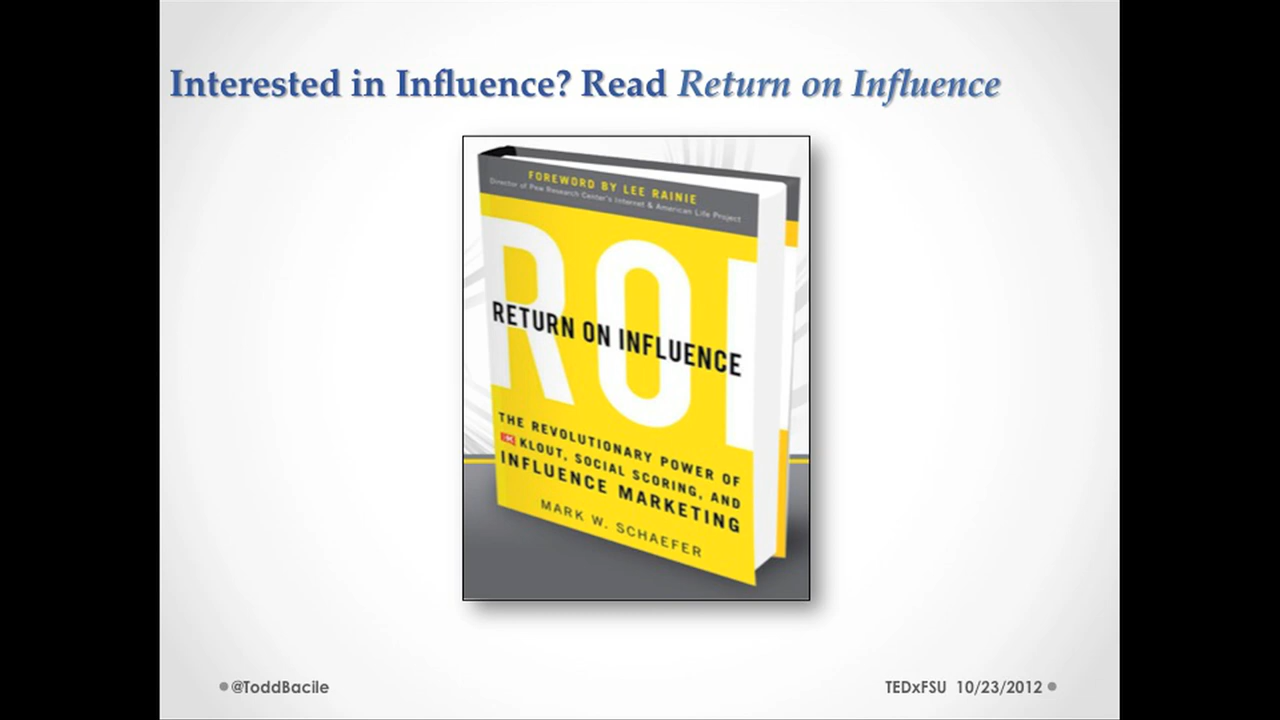 Interested in Influence? Read Return on Influence
FOREWORD BY LEE RAINIE
Director of Pew Research Center's Internet & American Life Project
ROI
RETURN ON INFLUENCE
THE REVOLUTIONARY POWER OF
KLOUT, SOCIAL SCORING, AND
INFLUENCE MARKETING
MARK W. SCHAEFER
@ToddBacile
TEDxFSU 10/23/2012